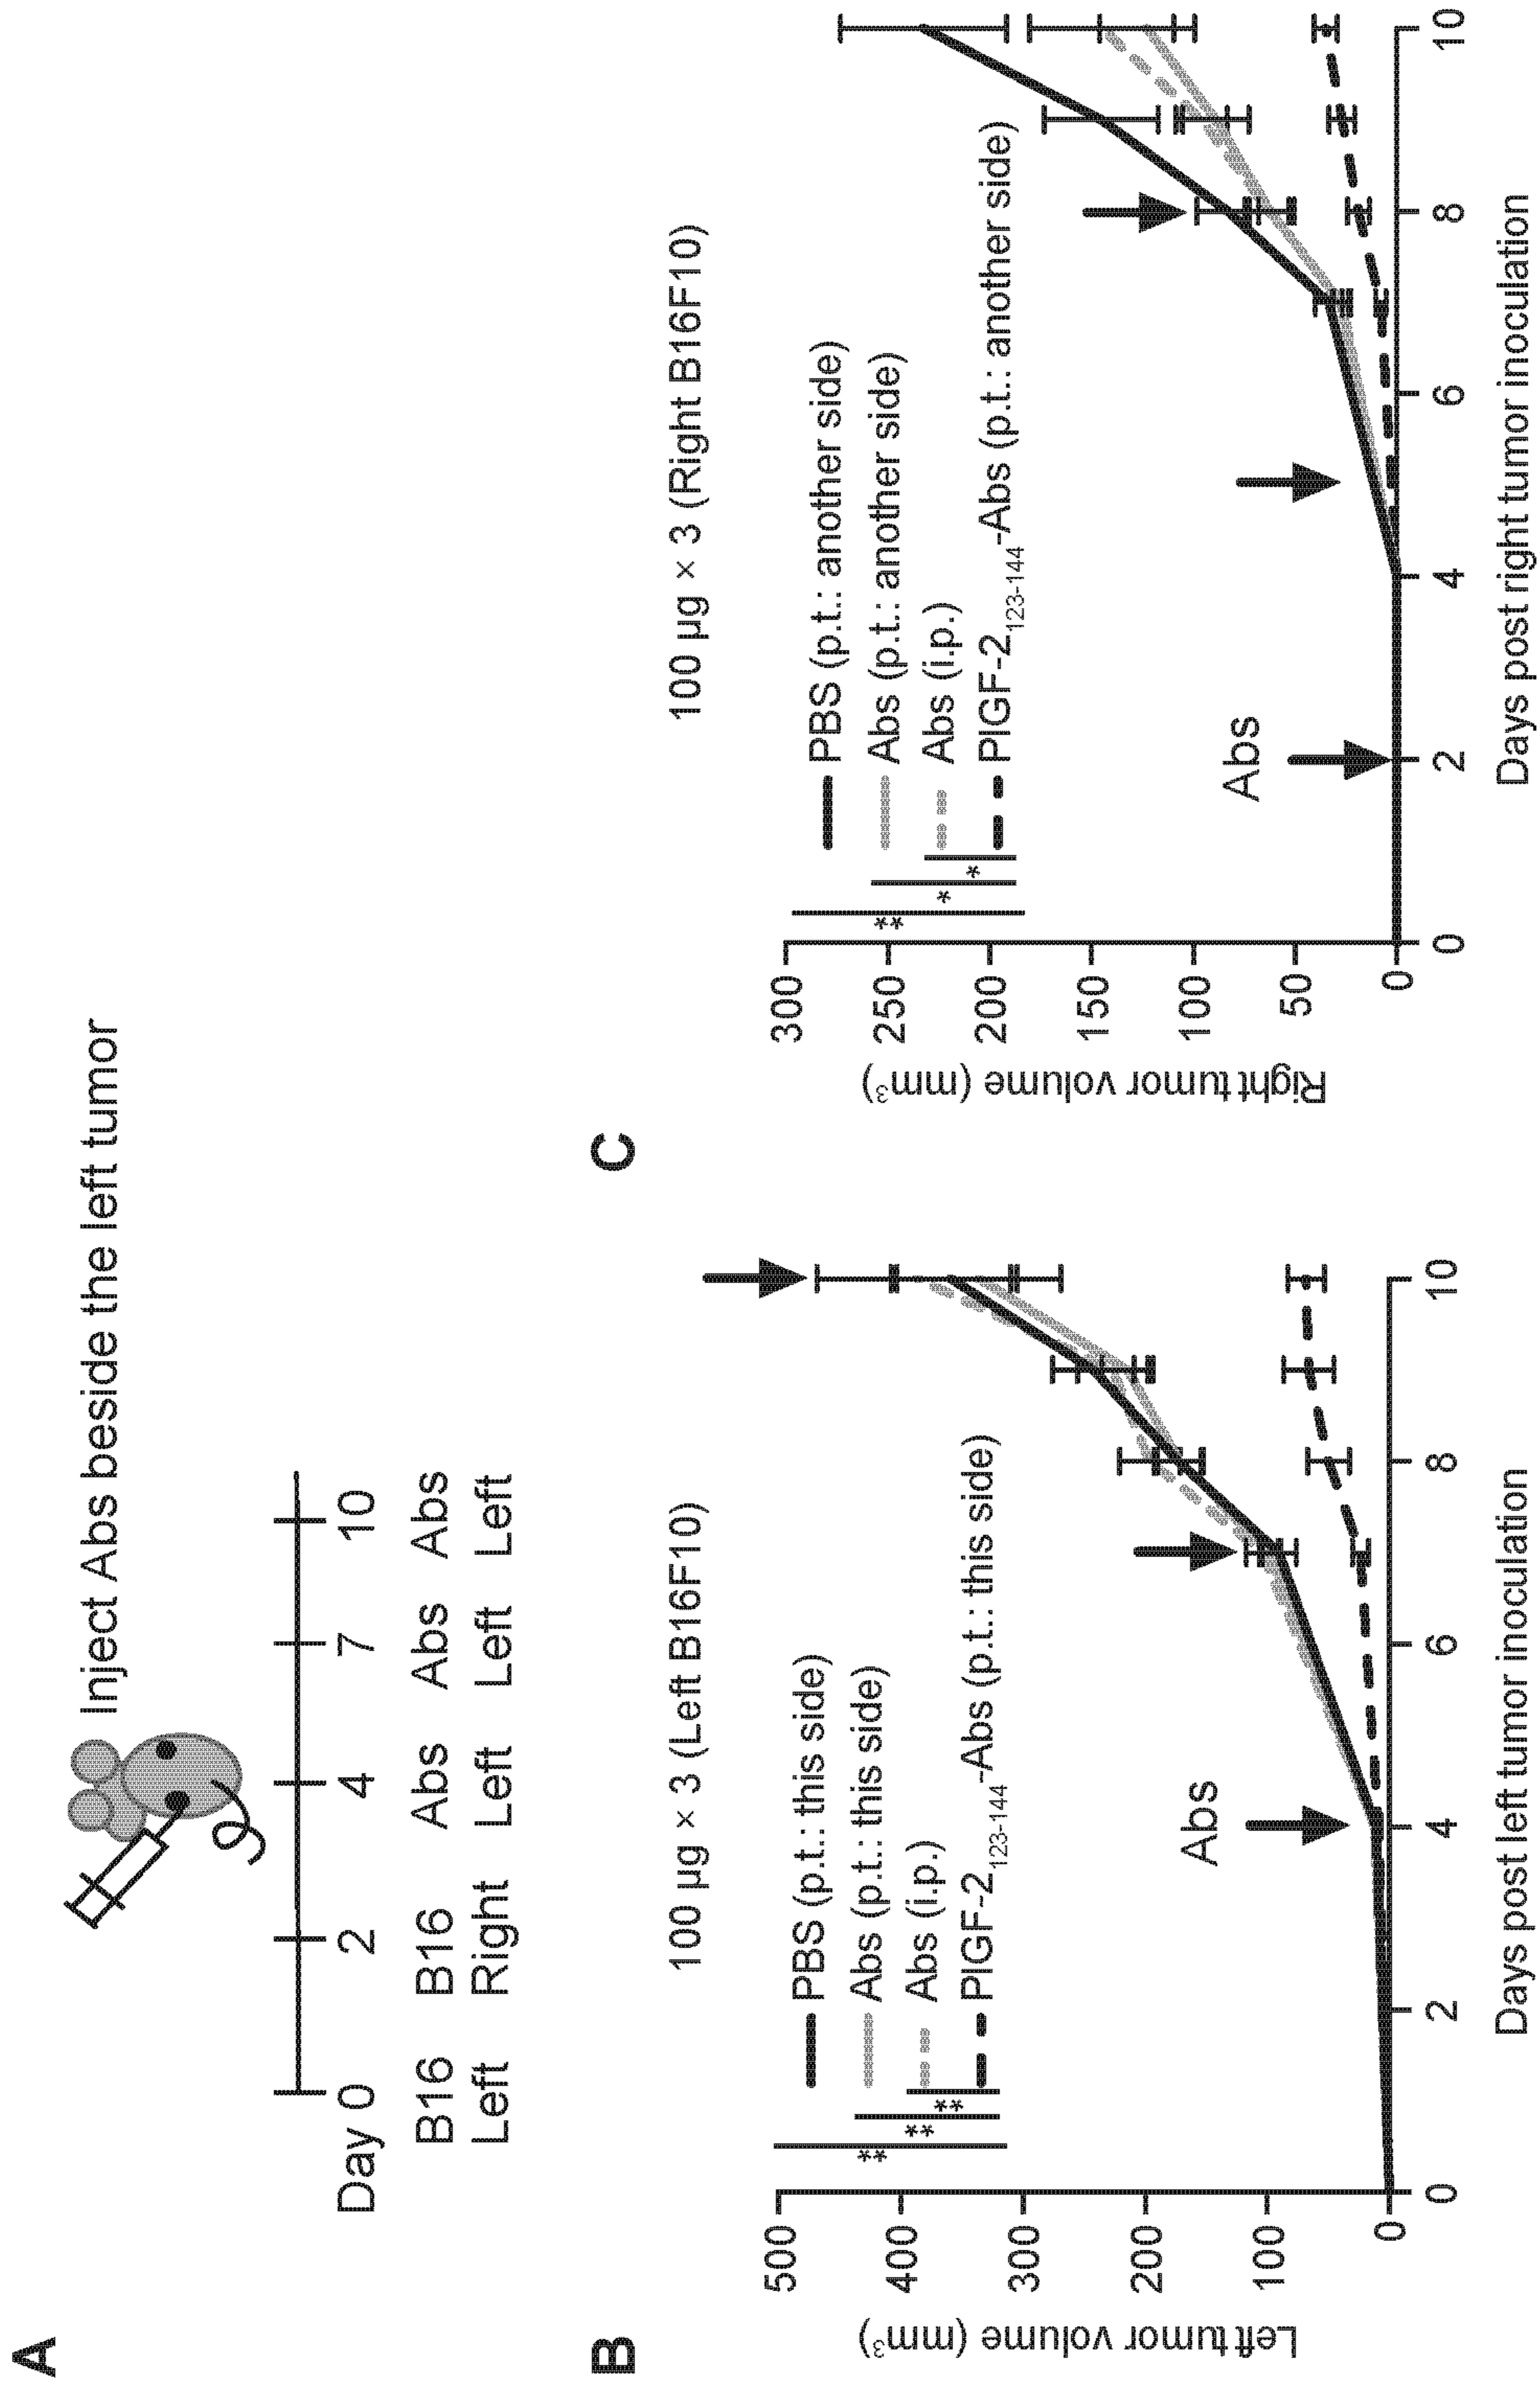 A
Inject Abs beside the left tumor
Day 0 2 4 7 10
B16 B16 Abs Abs Abs
Left Right Left Left Left
B
100 µg × 3 (Left B16F10)
PBS (p.t.: this side)
Abs (p.t.: this side)
Abs (i.p.)
PlGF-2123-144-Abs (p.t.: this side)
**
**
**
Abs
Left tumor volume (mm³)
500
400
300
200
100
0
0 2 4 6 8 10
Days post left tumor inoculation
C
100 µg × 3 (Right B16F10)
PBS (p.t.: another side)
Abs (p.t.: another side)
Abs (i.p.)
PlGF-2123-144-Abs (p.t.: another side)
**
*
*
Abs
Right tumor volume (mm³)
300
250
200
150
100
50
0
0 2 4 6 8 10
Days post right tumor inoculation